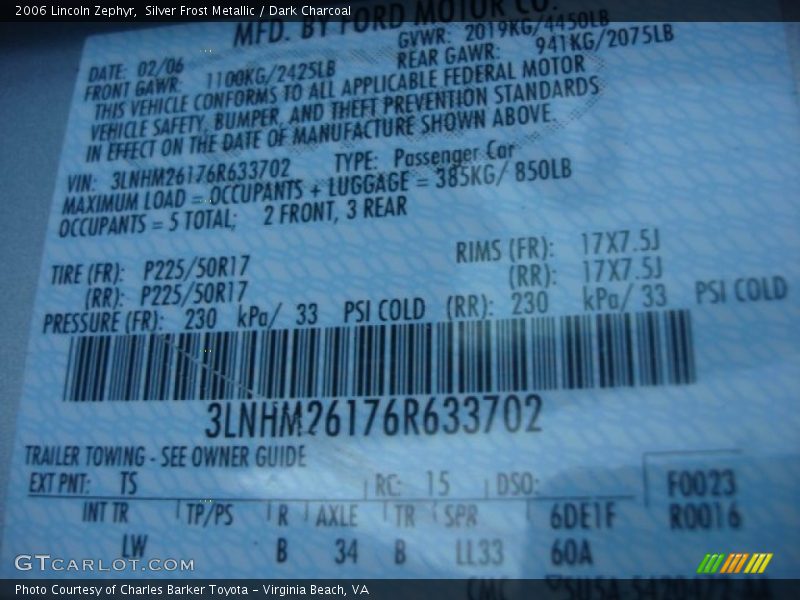 2006 Lincoln Zephyr, Silver Frost Metallic / Dark Charcoal
MFD. BY FORD MOTOR CO.
DATE: 02/06 GVWR: 2019KG/4450LB
FRONT GAWR: 1100KG/2425LB REAR GAWR: 941KG/2075LB
THIS VEHICLE CONFORMS TO ALL APPLICABLE FEDERAL MOTOR
VEHICLE SAFETY, BUMPER, AND THEFT PREVENTION STANDARDS
IN EFFECT ON THE DATE OF MANUFACTURE SHOWN ABOVE.
VIN: 3LNHM26176R633702 TYPE: Passenger Car
MAXIMUM LOAD = OCCUPANTS + LUGGAGE = 385KG/ 850LB
OCCUPANTS = 5 TOTAL; 2 FRONT, 3 REAR
TIRE (FR): P225/50R17 RIMS (FR): 17X7.5J
(RR): P225/50R17 (RR): 17X7.5J
PRESSURE (FR): 230 kPa/ 33 PSI COLD (RR): 230 kPa/ 33 PSI COLD
3LNHM26176R633702
TRAILER TOWING - SEE OWNER GUIDE
EXT PNT: TS RC: 15 DSO: F0023
INT TR TP/PS R AXLE TR SPR 6DE1F R0016
LW B 34 B LL33 60A
GTCARLOT.COM
Photo Courtesy of Charles Barker Toyota - Virginia Beach, VA